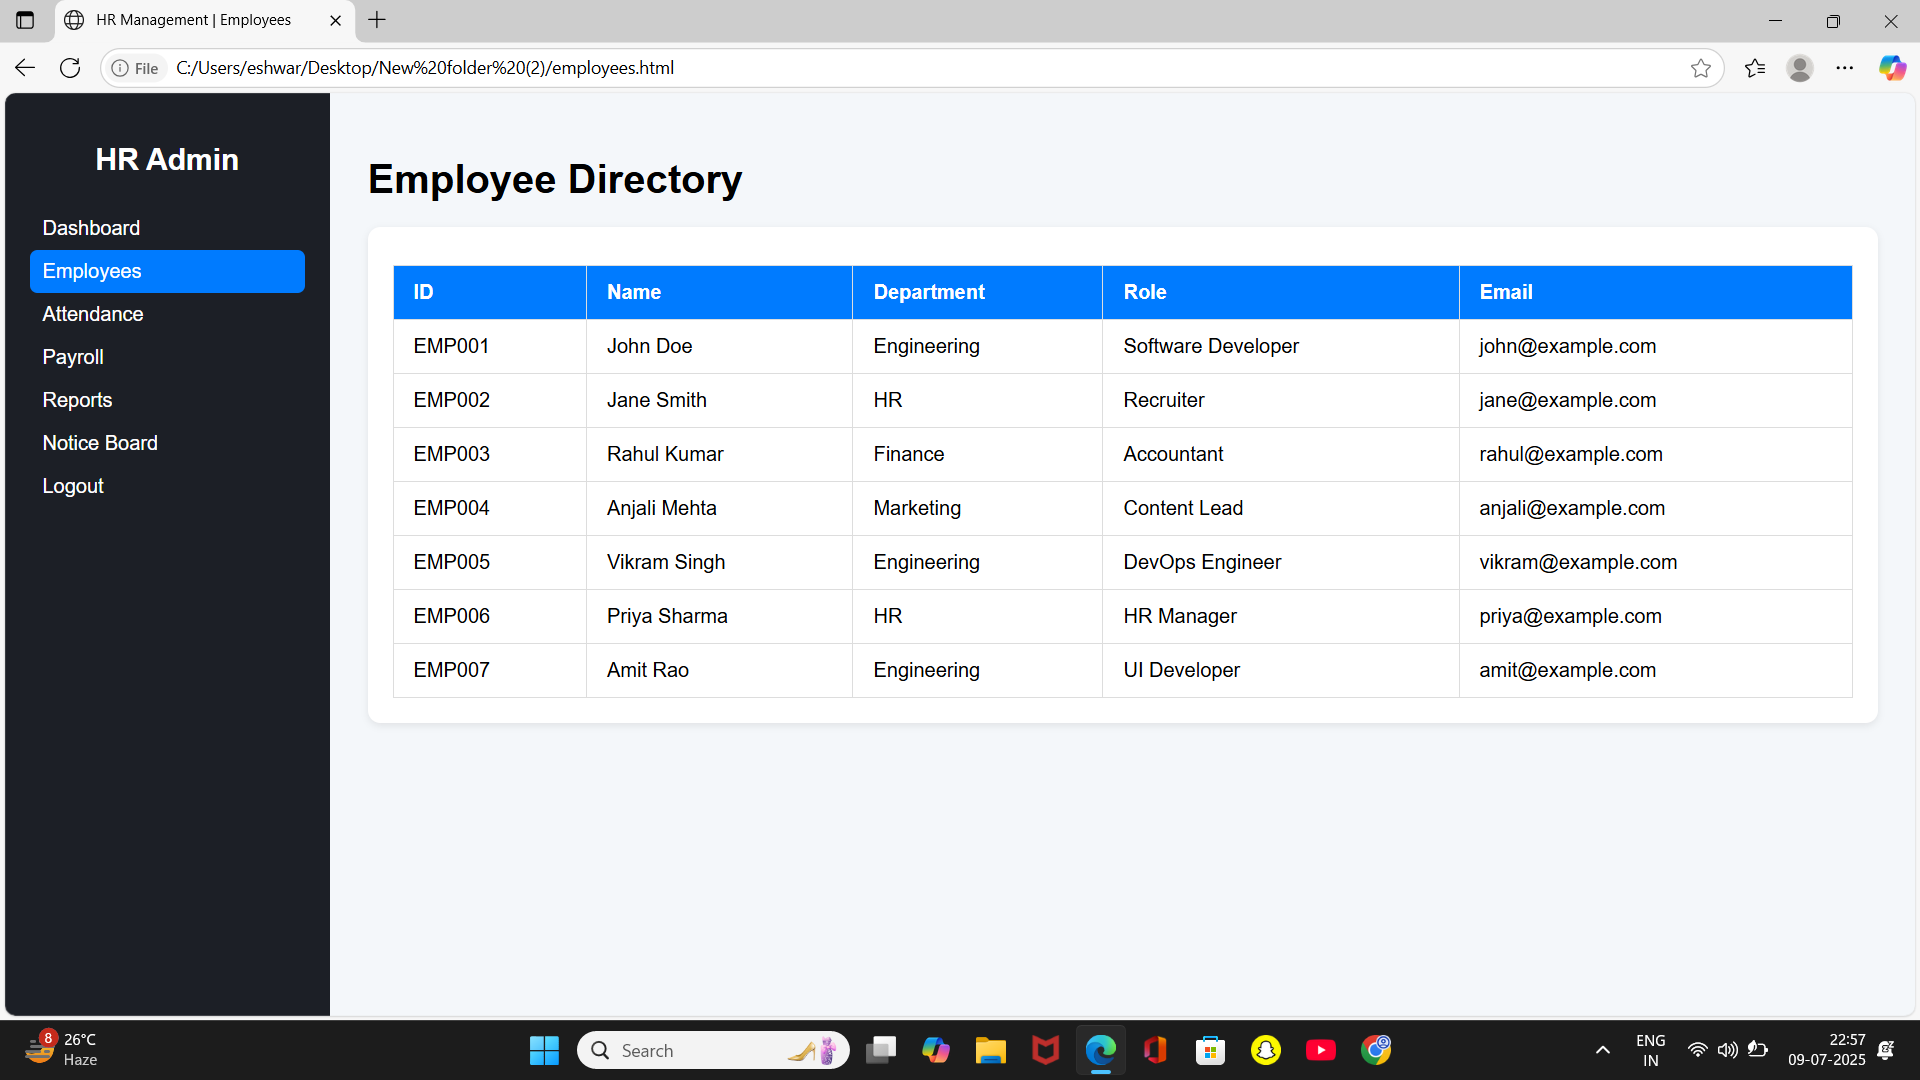 HR Management | Employees
File C:/Users/eshwar/Desktop/New%20folder%20(2)/employees.html
HR Admin
Dashboard
Employees
Attendance
Payroll
Reports
Notice Board
Logout
Employee Directory
ID Name Department Role Email
EMP001 John Doe Engineering Software Developer john@example.com
EMP002 Jane Smith HR Recruiter jane@example.com
EMP003 Rahul Kumar Finance Accountant rahul@example.com
EMP004 Anjali Mehta Marketing Content Lead anjali@example.com
EMP005 Vikram Singh Engineering DevOps Engineer vikram@example.com
EMP006 Priya Sharma HR HR Manager priya@example.com
EMP007 Amit Rao Engineering UI Developer amit@example.com
8
26°C
Haze
Search
ENG
IN
22:57
09-07-2025